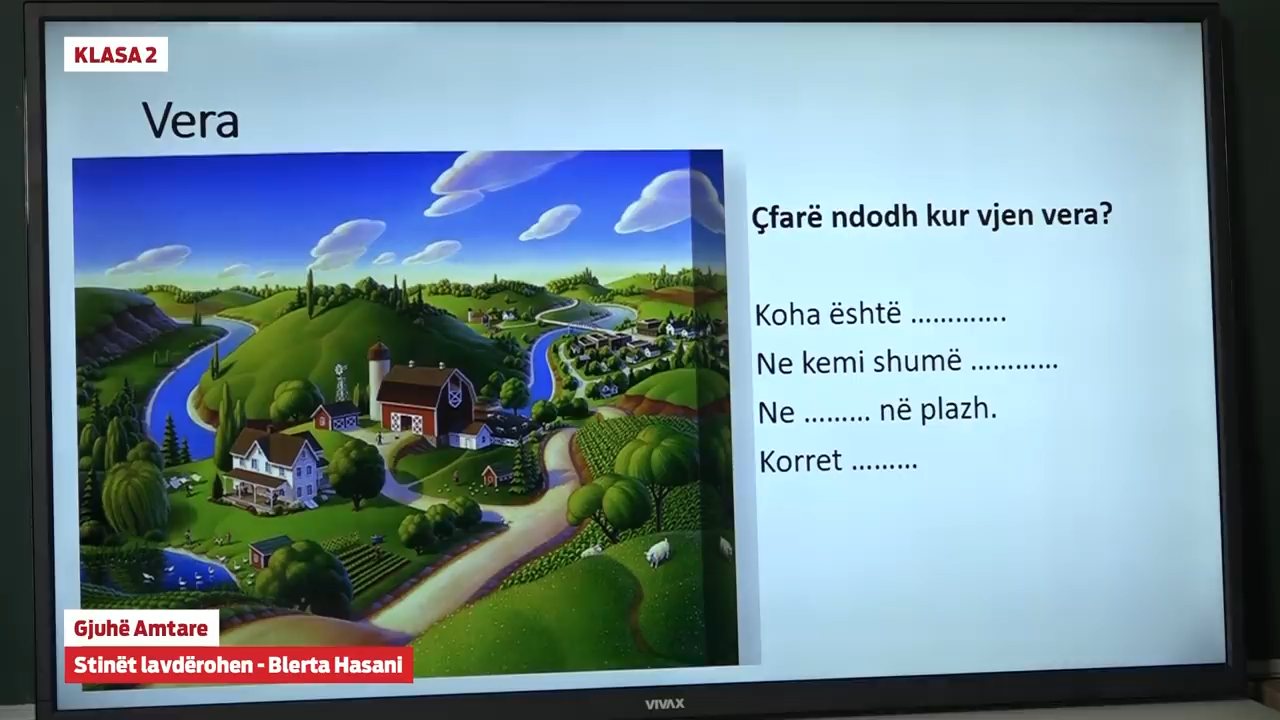 KLASA 2
Vera
Çfarë ndodh kur vjen vera?
Koha është .............
Ne kemi shumë ............
Ne ......... në plazh.
Korret .........
Gjuhë Amtare
Stinët lavdërohen - Blerta Hasani
VIVAX